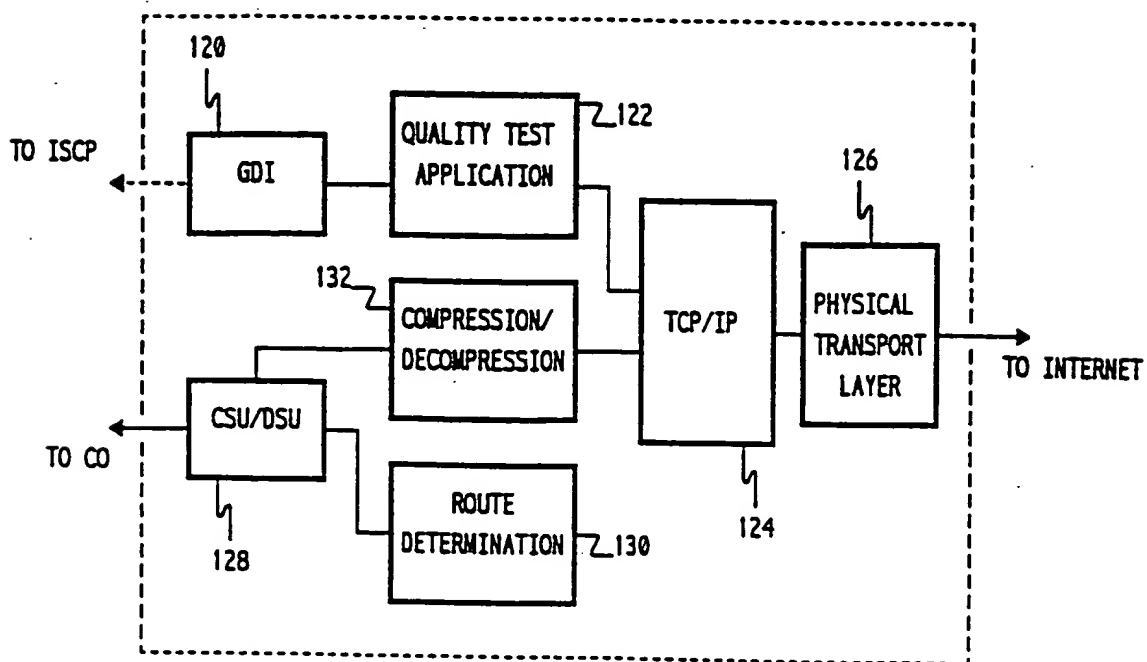 120
QUALITY TEST
APPLICATION
122
TO ISCP
GDI
126
132
COMPRESSION/
DECOMPRESSION
TCP/IP
PHYSICAL
TRANSPORT
LAYER
TO INTERNET
CSU/DSU
TO CO
ROUTE
DETERMINATION
124
128
130